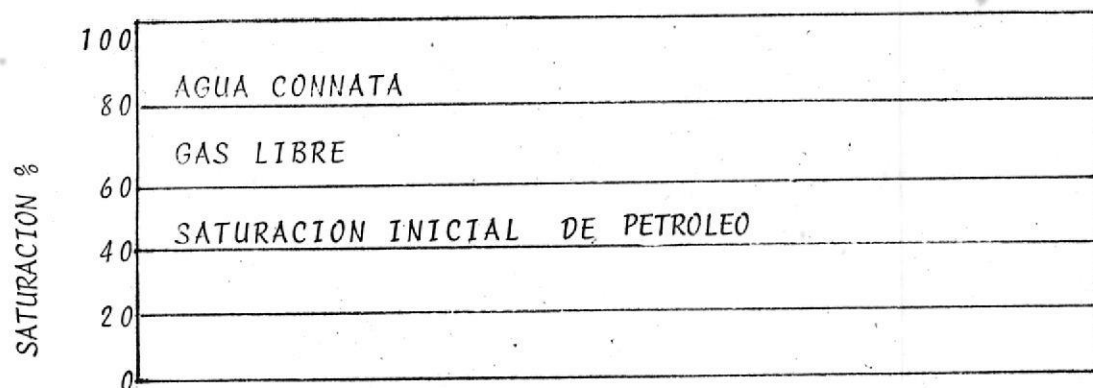 100
AGUA CONNATA
80
GAS LIBRE
60
SATURACION INICIAL DE PETROLEO
40
20
0
SATURACION %